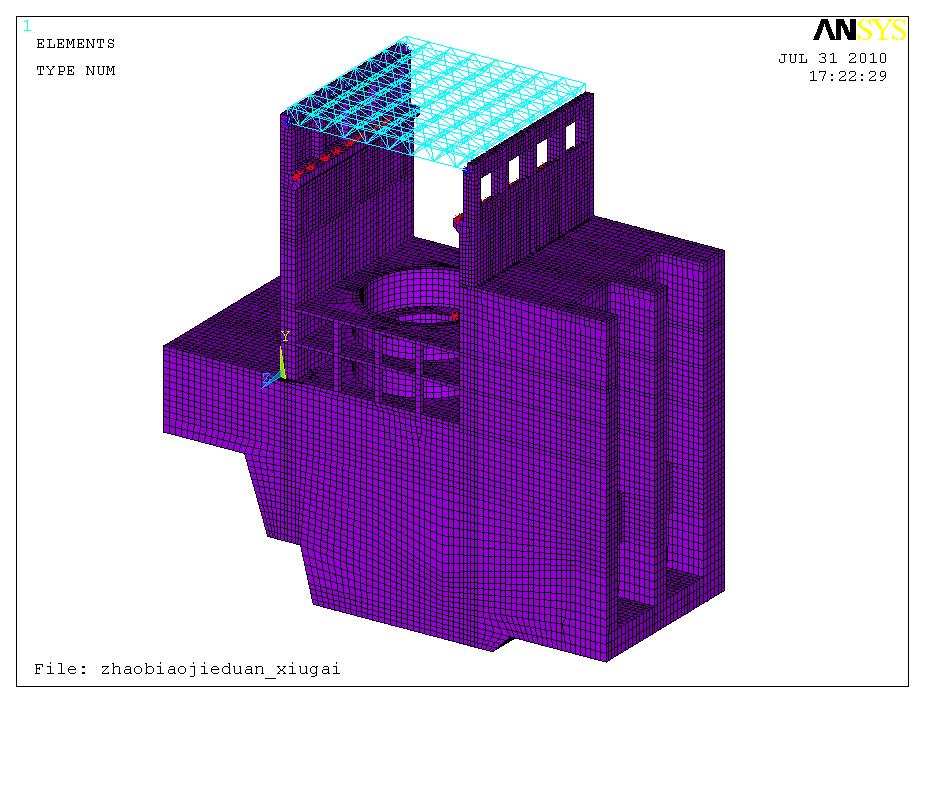 1
ELEMENTS
TYPE NUM
ANSYS
JUL 31 2010
17:22:29
Y
Z
File: zhaobiaojieduan_xiugai